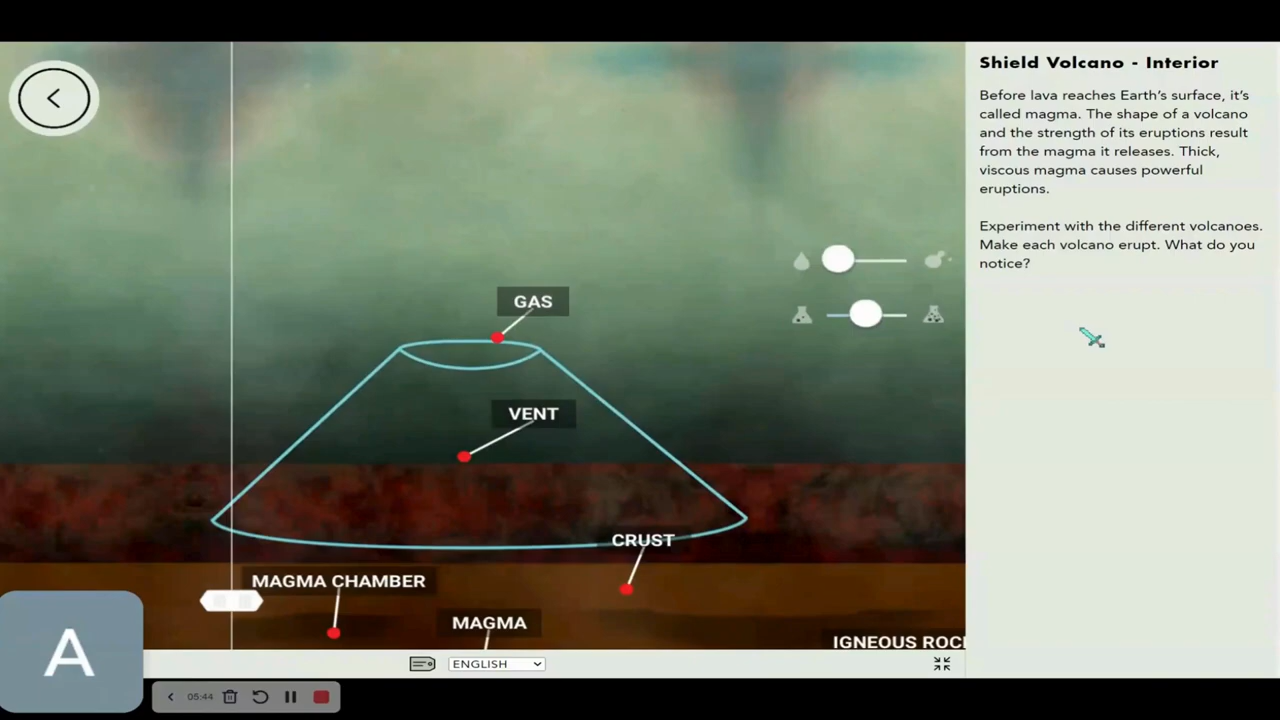 Shield Volcano - Interior
Before lava reaches Earth's surface, it's
called magma. The shape of a volcano
and the strength of its eruptions result
from the magma it releases. Thick,
viscous magma causes powerful
eruptions.
Experiment with the different volcanoes.
Make each volcano erupt. What do you
notice?
GAS
VENT
CRUST
MAGMA CHAMBER
MAGMA
IGNEOUS ROC
A
ENGLISH
05:44